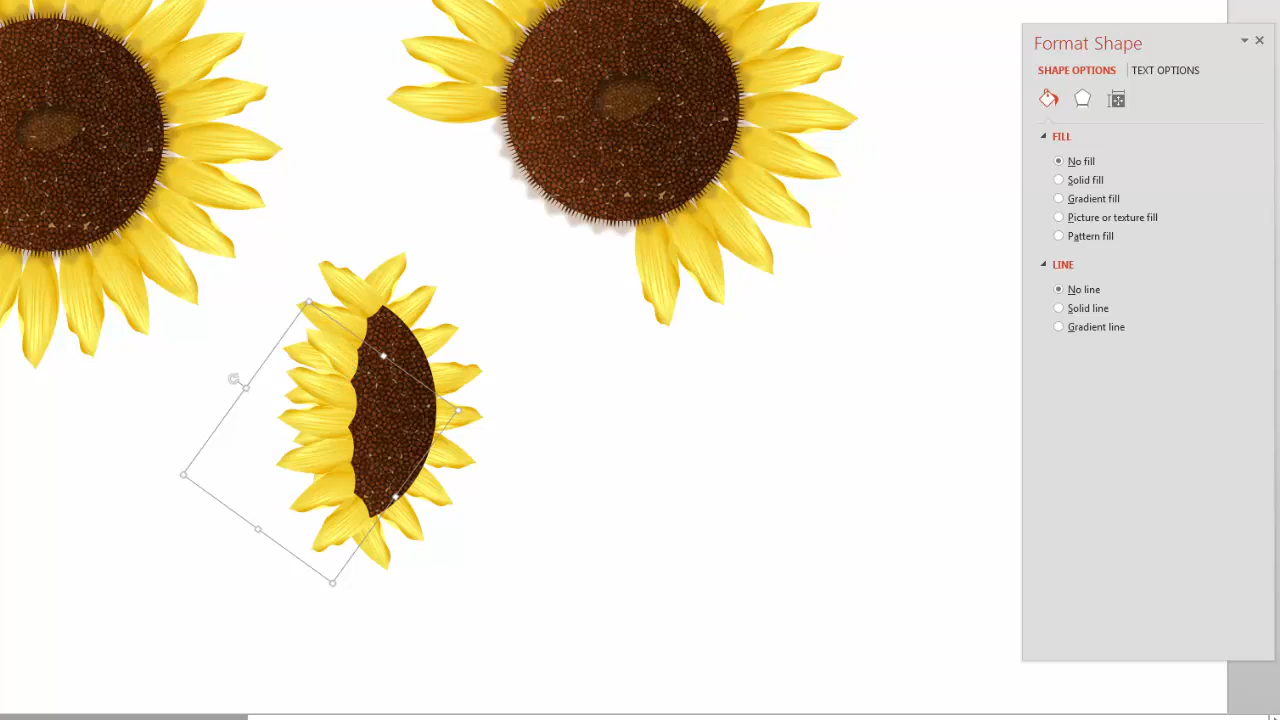 Format Shape
SHAPE OPTIONS TEXT OPTIONS
FILL
No fill
Solid fill
Gradient fill
Picture or texture fill
Pattern fill
LINE
No line
Solid line
Gradient line